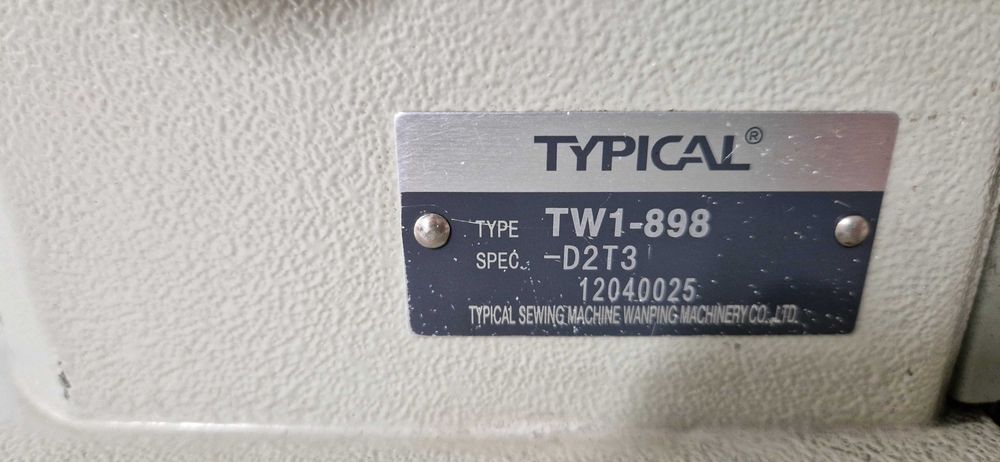 TYPICAL®
TYPE TW1-898
SPEC. -D2T3
12040025
TYPICAL SEWING MACHINE WANPING MACHINERY CO.,LTD.